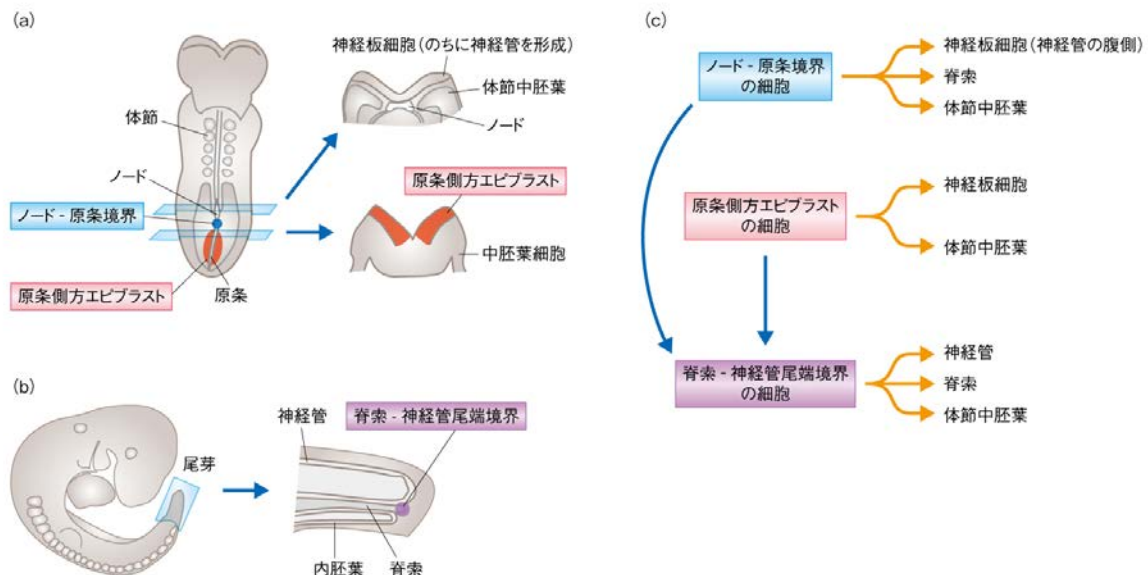 (a)
神経板細胞(のちに神経管を形成)
体節中胚葉
ノード
体節
ノード
ノード - 原条境界
原条側方エピブラスト
中胚葉細胞
原条側方エピブラスト
原条
(b)
尾芽
神経管
脊索 - 神経管尾端境界
内胚葉
脊索
(c)
ノード - 原条境界
の細胞
神経板細胞(神経管の腹側)
脊索
体節中胚葉
原条側方エピブラスト
の細胞
神経板細胞
体節中胚葉
脊索 - 神経管尾端境界
の細胞
神経管
脊索
体節中胚葉